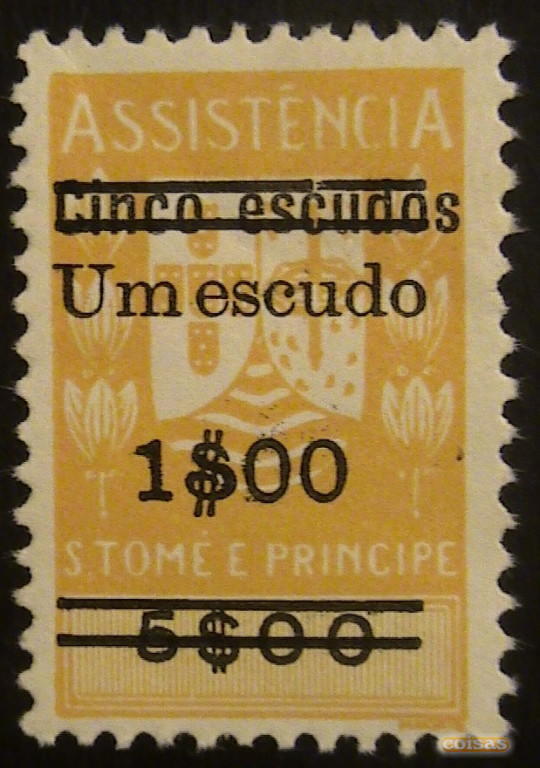 ASSISTÊNCIA
Cinco escudos
Um escudo
1$00
S. TOMÉ E PRINCIPE
5$00
coisas